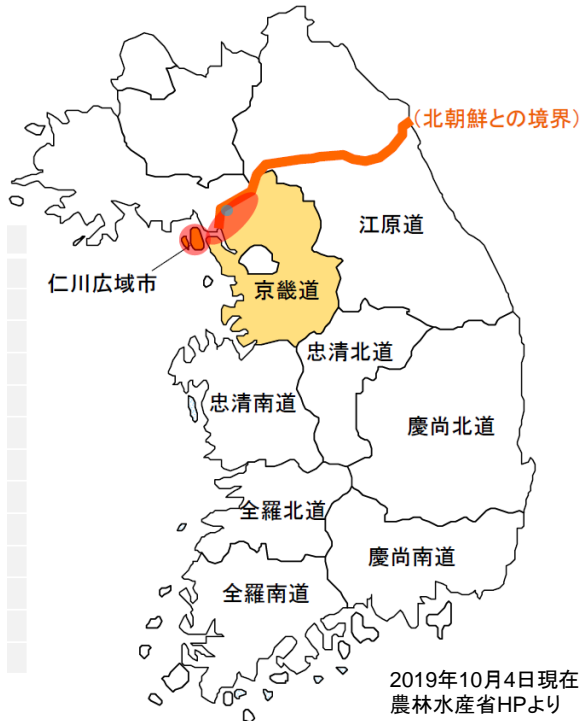 (北朝鮮との境界)
江原道
仁川広域市
京畿道
忠清北道
忠清南道
慶尚北道
全羅北道
慶尚南道
全羅南道
2019年10月4日現在
農林水産省HPより